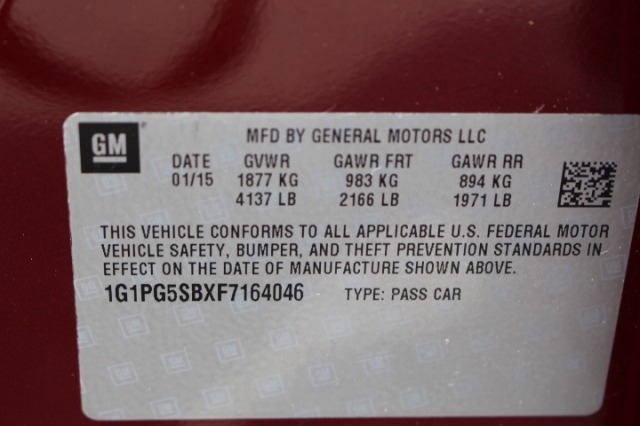 GM MFD BY GENERAL MOTORS LLC
DATE GVWR GAWR FRT GAWR RR
01/15 1877 KG 983 KG 894 KG
4137 LB 2166 LB 1971 LB
THIS VEHICLE CONFORMS TO ALL APPLICABLE U.S. FEDERAL MOTOR
VEHICLE SAFETY, BUMPER, AND THEFT PREVENTION STANDARDS IN
EFFECT ON THE DATE OF MANUFACTURE SHOWN ABOVE.
1G1PG5SBXF7164046 TYPE: PASS CAR